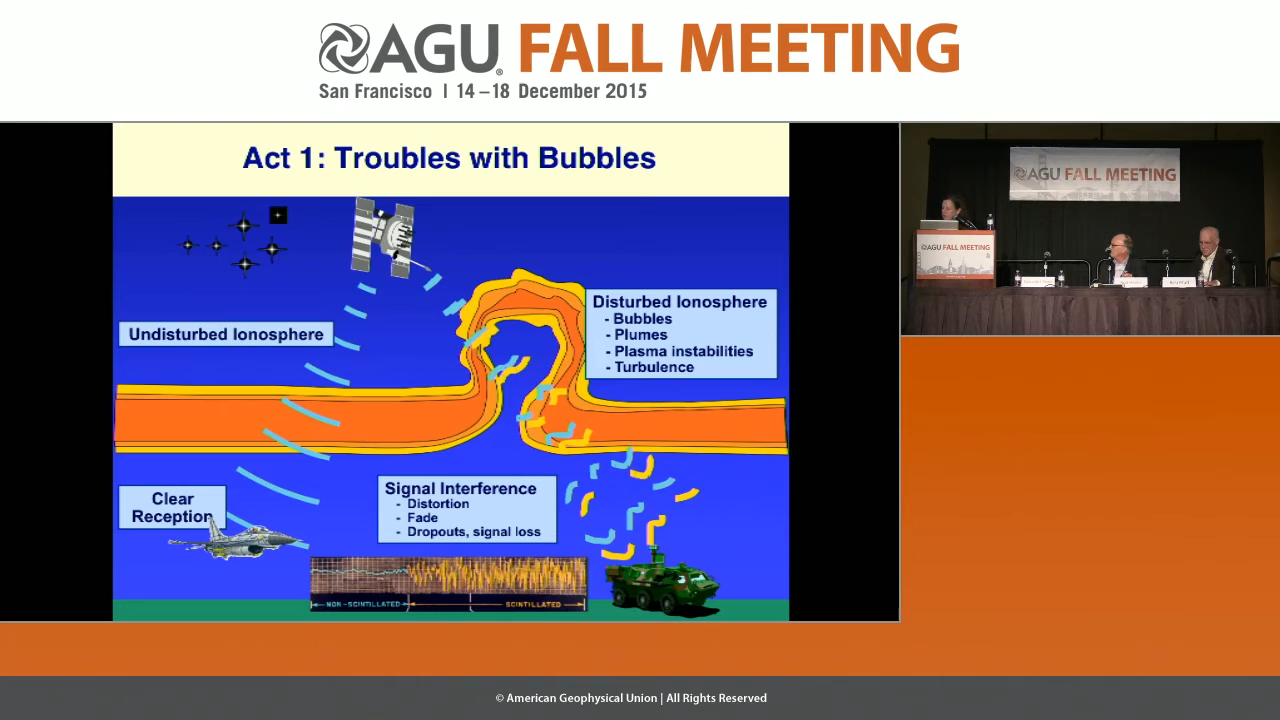 AGU FALL MEETING
San Francisco | 14–18 December 2015
Act 1: Troubles with Bubbles
Undisturbed Ionosphere
Disturbed Ionosphere
- Bubbles
- Plumes
- Plasma instabilities
- Turbulence
Clear
Reception
Signal Interference
- Distortion
- Fade
- Dropouts, signal loss
NON-SCINTILLATED
SCINTILLATED
AGU FALL MEETING
AGU FALL MEETING
© American Geophysical Union | All Rights Reserved